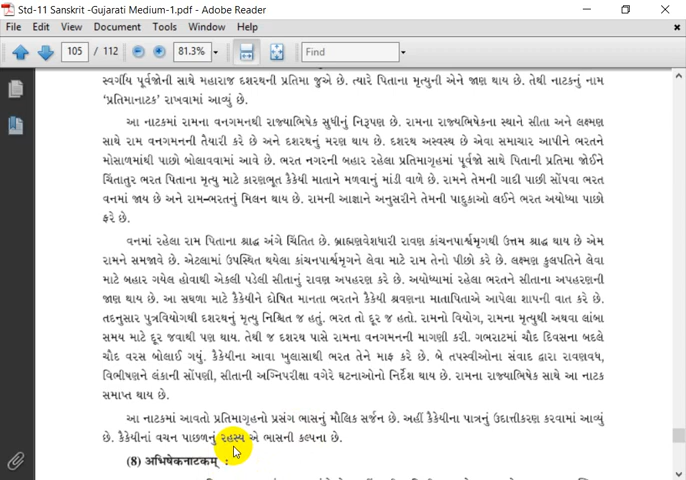 Std-11 Sanskrit -Gujarati Medium-1.pdf - Adobe Reader
File Edit View Document Tools Window Help
105 / 112 81.3% Find
સ્વર્ગીય પૂર્વજોની સાથે મહારાજ દશરથની પ્રતિમા જુએ છે. ત્યારે પિતાના મૃત્યુની એને જાણ થાય છે. તેથી નાટકનું નામ
‘પ્રતિમાનાટક’ રાખવામાં આવ્યું છે.
આ નાટકમાં રામના વનગમનથી રાજ્યાભિષેક સુધીનું નિરૂપણ છે. રામના રાજ્યભિષેકના સ્થાને સીતા અને લક્ષ્મણ
સાથે રામ વનગમનની તૈયારી કરે છે અને દશરથનું મરણ થાય છે. દશરથ અસ્વસ્થ છે એવા સમાચાર આપીને ભરતને
મોસાળમાંથી પાછો બોલાવવામાં આવે છે. ભરત નગરની બહાર રહેલા પ્રતિમાગૃહમાં પૂર્વજો સાથે પિતાની પ્રતિમા જોઈને
ચિંતાતુર ભરત પિતાના મૃત્યુ માટે કારણભૂત કૈકેયી માતાને મળવાનું માંડી વાળે છે. રામને તેમની ગાદી પાછી સોંપવા ભરત
વનમાં જાય છે અને રામ-ભરતનું મિલન થાય છે. રામની આજ્ઞાને અનુસરીને તેમની પાદુકાઓ લઈને ભરત અયોધ્યા પાછો
ફરે છે.
વનમાં રહેલા રામ પિતાના શ્રાદ્ધ અંગે ચિંતિત છે. બ્રાહ્મણવેશધારી રાવણ કાંચનપાર્શ્વમૃગથી ઉત્તમ શ્રાદ્ધ થાય છે એમ
રામને સમજાવે છે. એટલામાં ઉપસ્થિત થયેલા કાંચનપાર્શ્વમૃગને લેવા માટે રામ તેનો પીછો કરે છે. લક્ષ્મણ કુલપતિને લેવા
માટે બહાર ગયેલ હોવાથી એકલી પડેલી સીતાનું રાવણ અપહરણ કરે છે. અયોધ્યામાં રહેલા ભરતને સીતાના અપહરણની
જાણ થાય છે. આ સઘળા માટે કૈકેયીને દોષિત માનતા ભરતને કૈકેયી શ્રવણના માતાપિતાએ આપેલા શાપની વાત કરે છે.
તદનુસાર પુત્રવિયોગથી દશરથનું મૃત્યુ નિશ્ચિત જ હતું. ભરત તો દૂર જ હતો. રામનો વિયોગ, રામના મૃત્યુથી અથવા લાંબા
સમય માટે દૂર જવાથી પણ થાય. તેથી જ દશરથ પાસે રામના વનગમનની માગણી કરી. ગભરાટમાં ચૌદ દિવસના બદલે
ચૌદ વરસ બોલાઈ ગયું. કૈકેયીના આવા ખુલાસાથી ભરત તેને માફ કરે છે. બે તપસ્વીઓના સંવાદ દ્વારા રાવણવધ,
વિભીષણને લંકાની સોંપણી, સીતાની અગ્નિપરીક્ષા વગેરે ઘટનાઓનો નિર્દેશ થાય છે. રામના રાજ્યાભિષેક સાથે આ નાટક
સમાપ્ત થાય છે.
આ નાટકમાં આવતો પ્રતિમાગૃહનો પ્રસંગ ભાસનું મૌલિક સર્જન છે. અહીં કૈકેયીના પાત્રનું ઉદાત્તીકરણ કરવામાં આવ્યું
છે. કૈકેયીનાં વચન પાછળનું રહસ્ય એ ભાસની કલ્પના છે.
(8) अभिषेकनाटकम् :